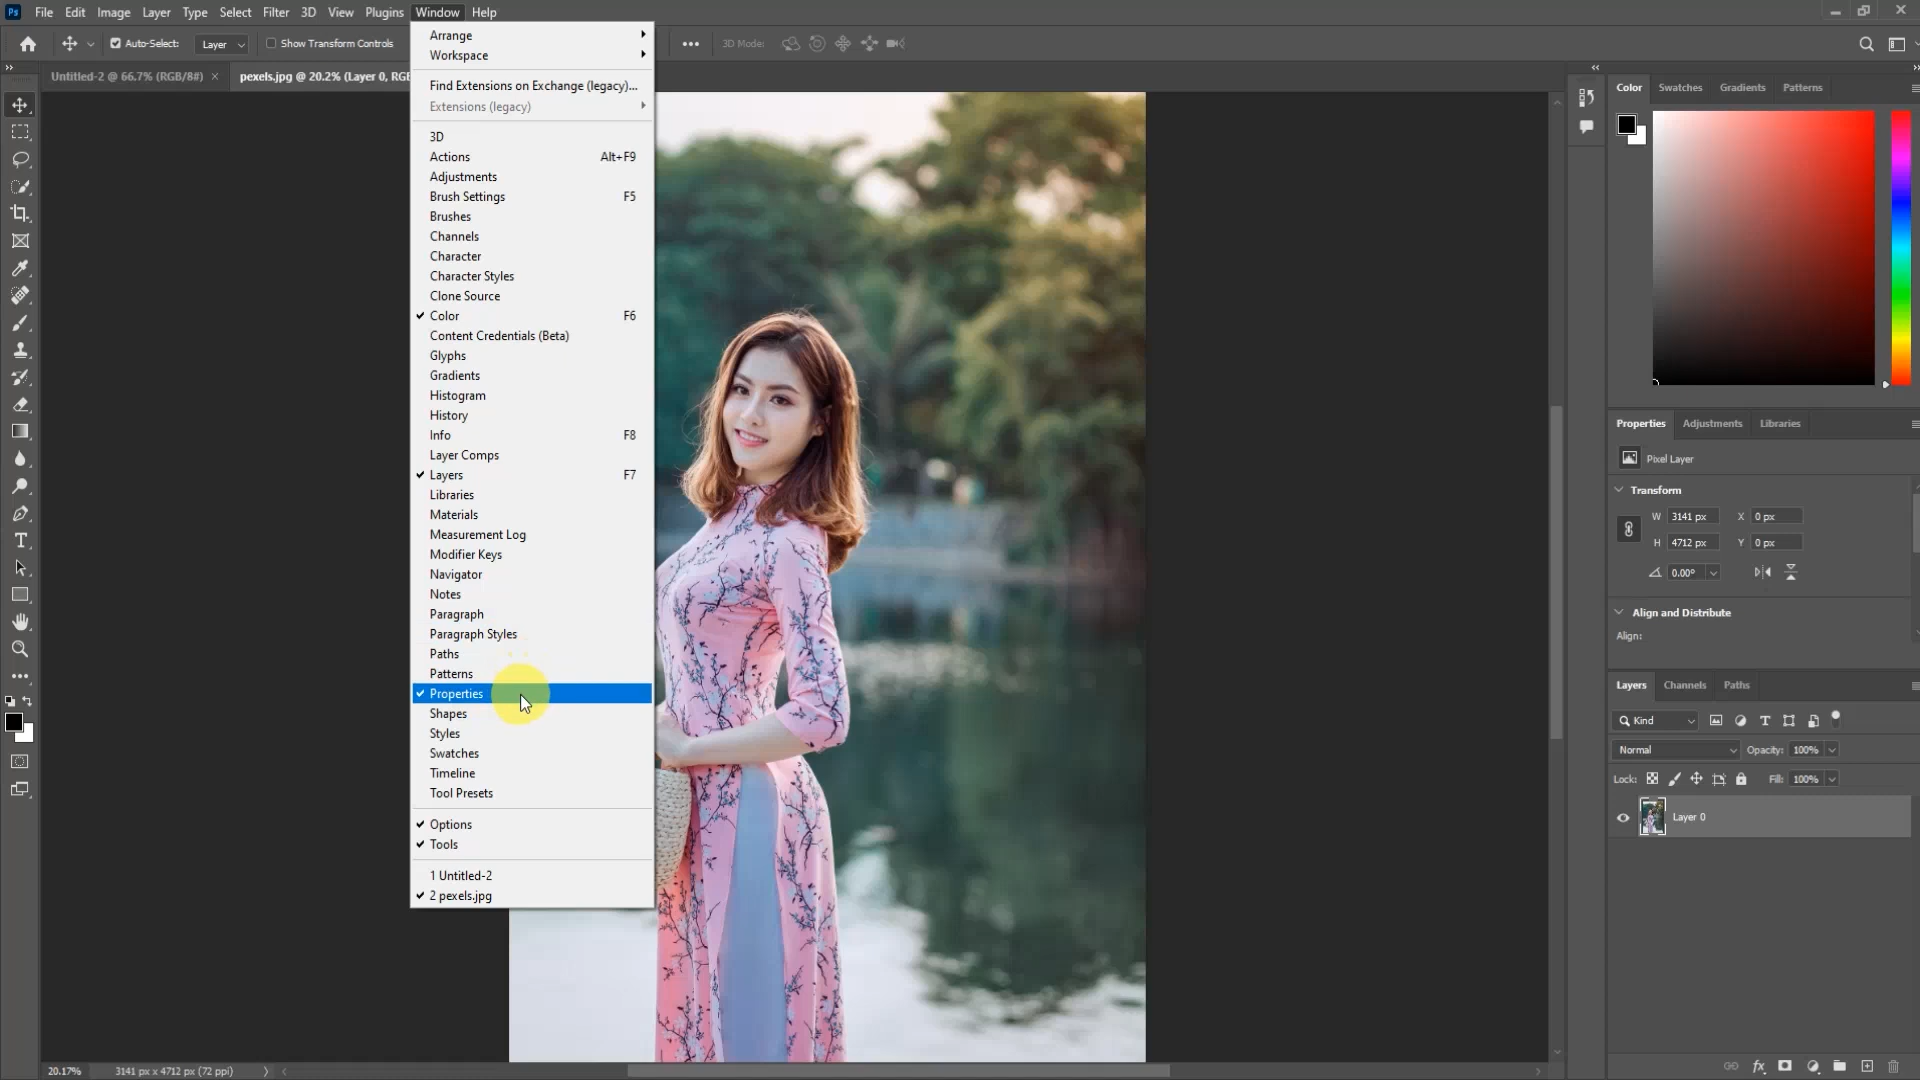 Ps File Edit Image Layer Type Select Filter 3D View Plugins Window Help
Auto-Select: Layer Show Transform Controls 3D Mode:
Untitled-2 @ 66.7% (RGB/8#) × pexels.jpg @ 20.2% (Layer 0, RGB
Arrange
Workspace
Find Extensions on Exchange (legacy)...
Extensions (legacy)
3D
Actions Alt+F9
Adjustments
Brush Settings F5
Brushes
Channels
Character
Character Styles
Clone Source
Color F6
Content Credentials (Beta)
Glyphs
Gradients
Histogram
History
Info F8
Layer Comps
Layers F7
Libraries
Materials
Measurement Log
Modifier Keys
Navigator
Notes
Paragraph
Paragraph Styles
Paths
Patterns
Properties
Shapes
Styles
Swatches
Timeline
Tool Presets
Options
Tools
1 Untitled-2
2 pexels.jpg
Color Swatches Gradients Patterns
Properties Adjustments Libraries
Pixel Layer
Transform
W 3141 px X 0 px
H 4712 px Y 0 px
0.00°
Align and Distribute
Align:
Layers Channels Paths
Kind
Normal Opacity: 100%
Lock: Fill: 100%
Layer 0
fx
20.17% 3141 px x 4712 px (72 ppi)